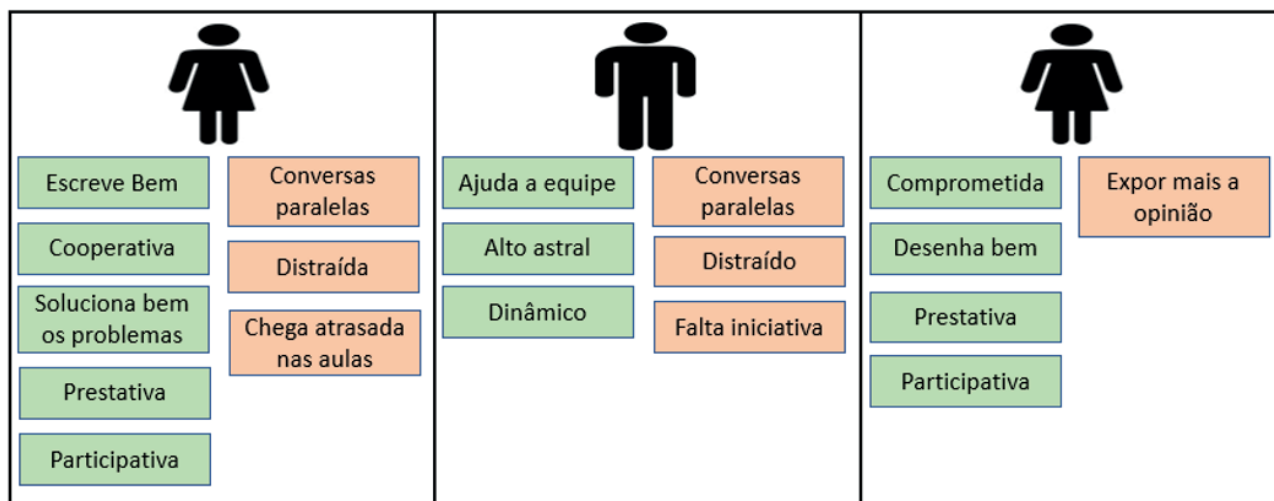 Escreve Bem
Cooperativa
Soluciona bem
os problemas
Prestativa
Participativa
Conversas
paralelas
Distraída
Chega atrasada
nas aulas
Ajuda a equipe
Alto astral
Dinâmico
Conversas
paralelas
Distraído
Falta iniciativa
Comprometida
Desenha bem
Prestativa
Participativa
Expor mais a
opinião